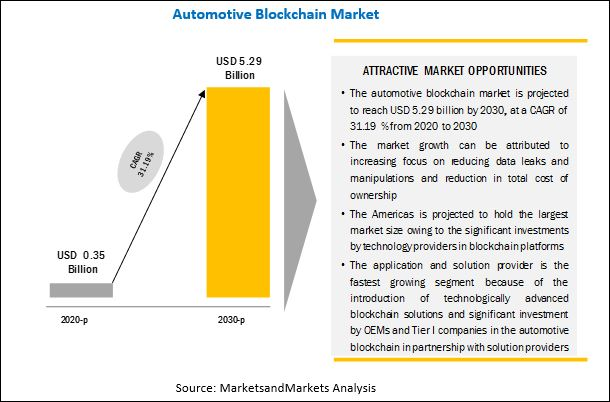 Automotive Blockchain Market
USD 5.29
Billion
CAGR
31.19%
USD 0.35
Billion
2020-p
2030-p
ATTRACTIVE MARKET OPPORTUNITIES
• The automotive blockchain market is projected
to reach USD 5.29 billion by 2030, at a CAGR of
31.19 %from 2020 to 2030
• The market growth can be attributed to
increasing focus on reducing data leaks and
manipulations and reduction in total cost of
ownership
• The Americas is projected to hold the largest
market size owing to the significant investments
by technology providers in blockchain platforms
• The application and solution provider is the
fastest growing segment because of the
introduction of technobgically advanced
blockchain solutions and significant investment
by OEMs and Tier I companies in the automotive
blockchain in partnership with solution providers
Source: MarketsandMarkets Analysis